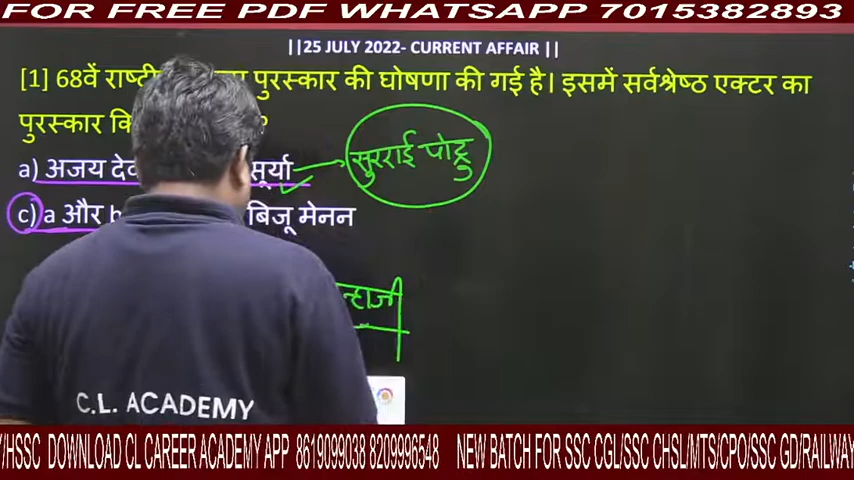 FOR FREE PDF WHATSAPP 7015382893
||25 JULY 2022- CURRENT AFFAIR ||
[1] 68वें पुरस्कार की घोषणा की गई है। इसमें सर्वश्रेष्ठ एक्टर का
पुरस्कार
a) अजय सूर्या सुरराई पोट्रु
c) a और बिजू मेनन
C.L. ACADEMY
/HSSC DOWNLOAD CL CAREER ACADEMY APP 8619099038 8209996548 NEW BATCH FOR SSC CGL/SSC CHSL/MTS/CPO/SSC GD/RAILWAY